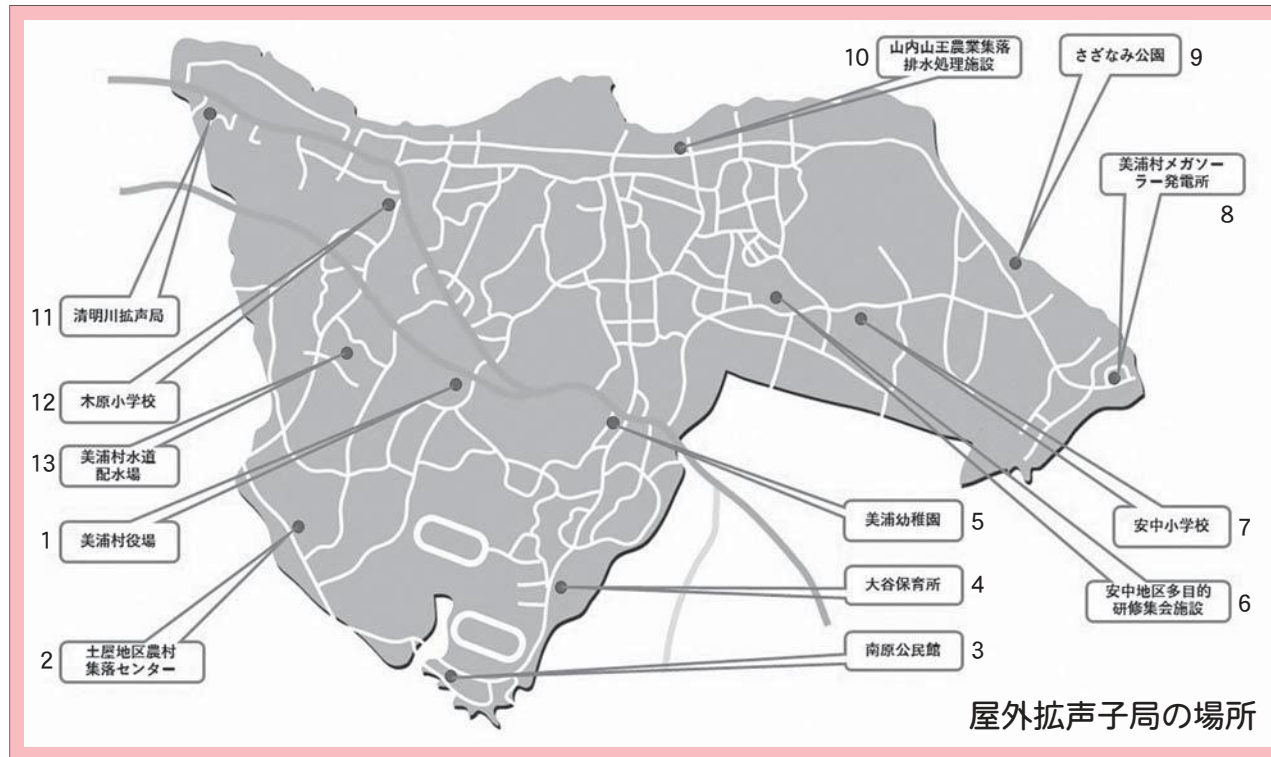 10
山内山王農業集落
排水処理施設
さざなみ公園
9
美浦村メガソー
ラー発電所
8
11
清明川拡声局
12
木原小学校
13
美浦村水道
配水場
1
美浦村役場
2
土屋地区農村
集落センター
美浦幼稚園
5
大谷保育所
4
南原公民館
3
安中小学校
7
安中地区多目的
研修集会施設
6
屋外拡声子局の場所